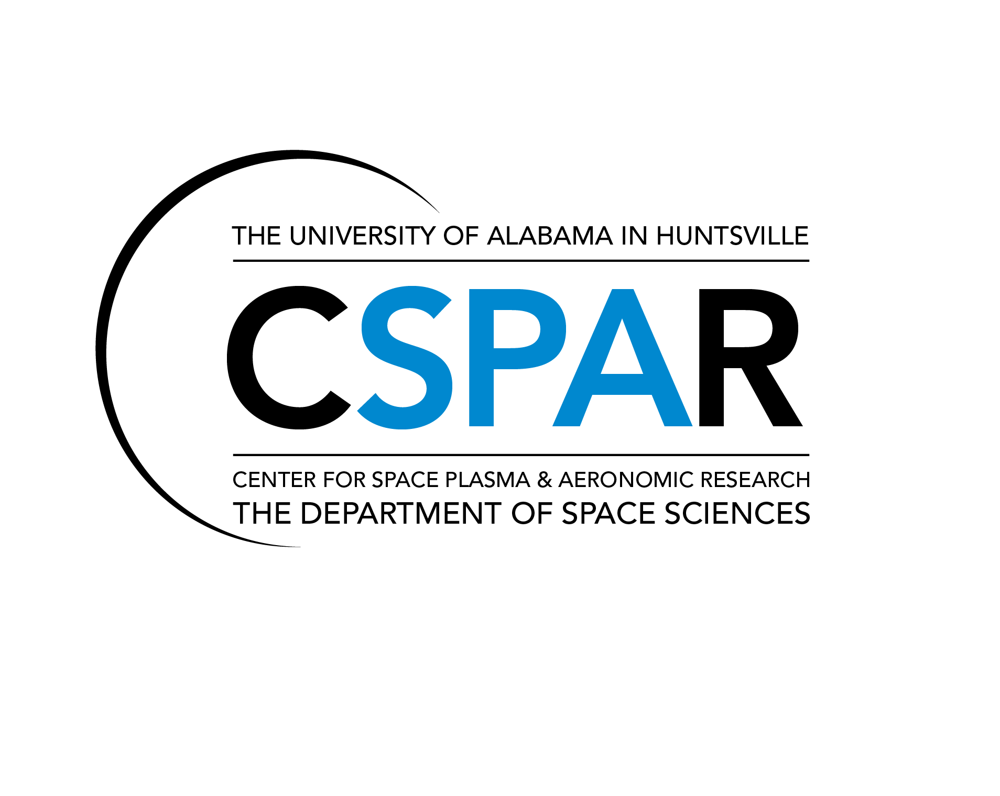 THE UNIVERSITY OF ALABAMA IN HUNTSVILLE
CSPAR
CENTER FOR SPACE PLASMA & AERONOMIC RESEARCH
THE DEPARTMENT OF SPACE SCIENCES